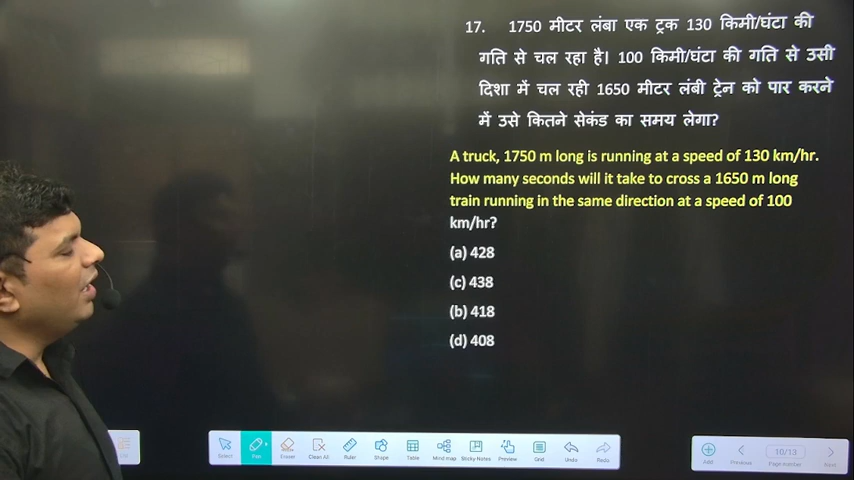 17. 1750 मीटर लंबा एक ट्रक 130 किमी/घंटा की
गति से चल रहा है। 100 किमी/घंटा की गति से उसी
दिशा में चल रही 1650 मीटर लंबी ट्रेन को पार करने
में उसे कितने सेकंड का समय लेगा?
A truck, 1750 m long is running at a speed of 130 km/hr.
How many seconds will it take to cross a 1650 m long
train running in the same direction at a speed of 100
km/hr?
(a) 428
(c) 438
(b) 418
(d) 408
Select Pen Eraser Clean All Ruler Shape Table Mind map Sticky Notes Preview Grid Undo Redo
Add Previous 10/13 Page number Next